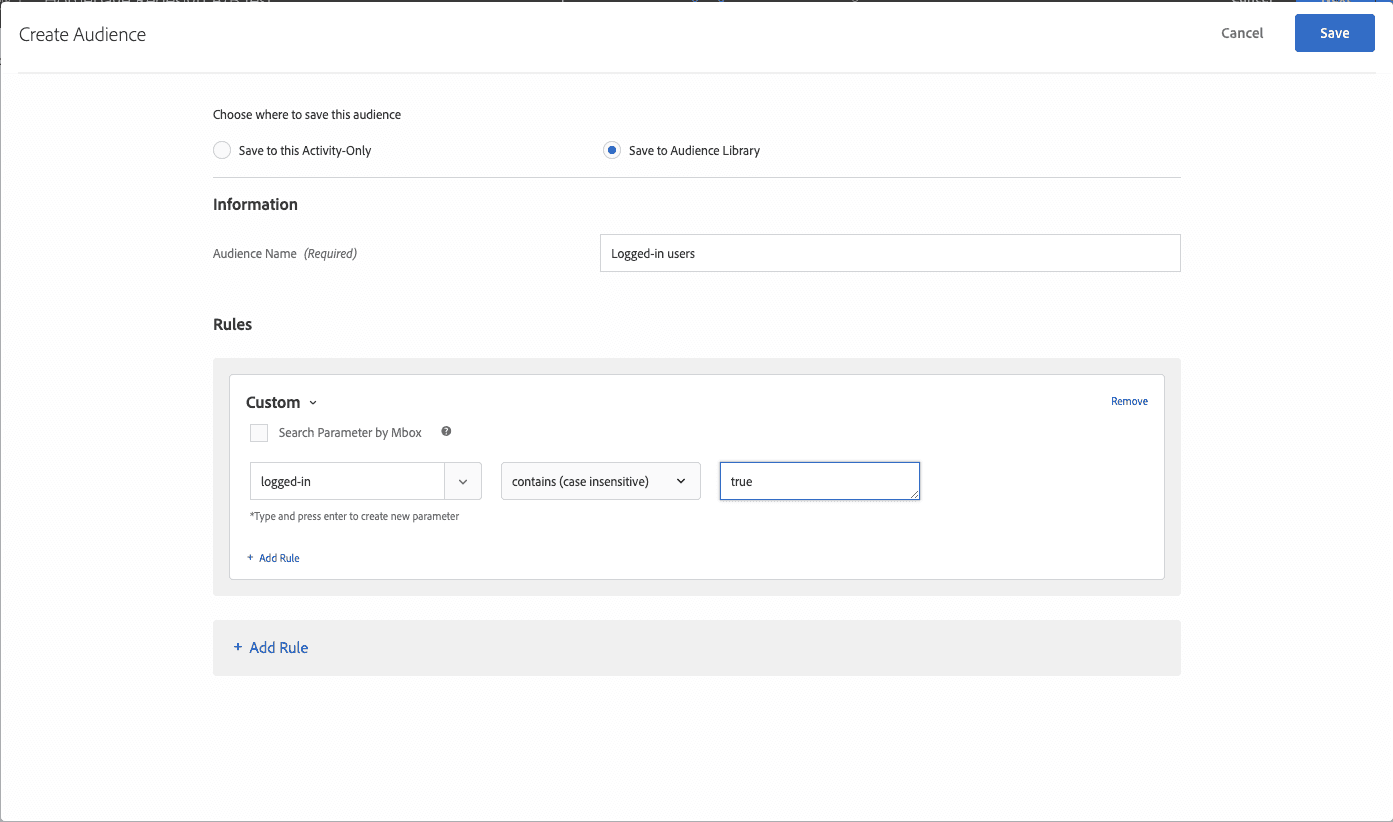 Create Audience
Cancel
Save
Choose where to save this audience
Save to this Activity-Only
Save to Audience Library
Information
Audience Name (Required)
Logged-in users
Rules
Custom
Remove
Search Parameter by Mbox
?
logged-in
contains (case insensitive)
true
*Type and press enter to create new parameter
+ Add Rule
+ Add Rule